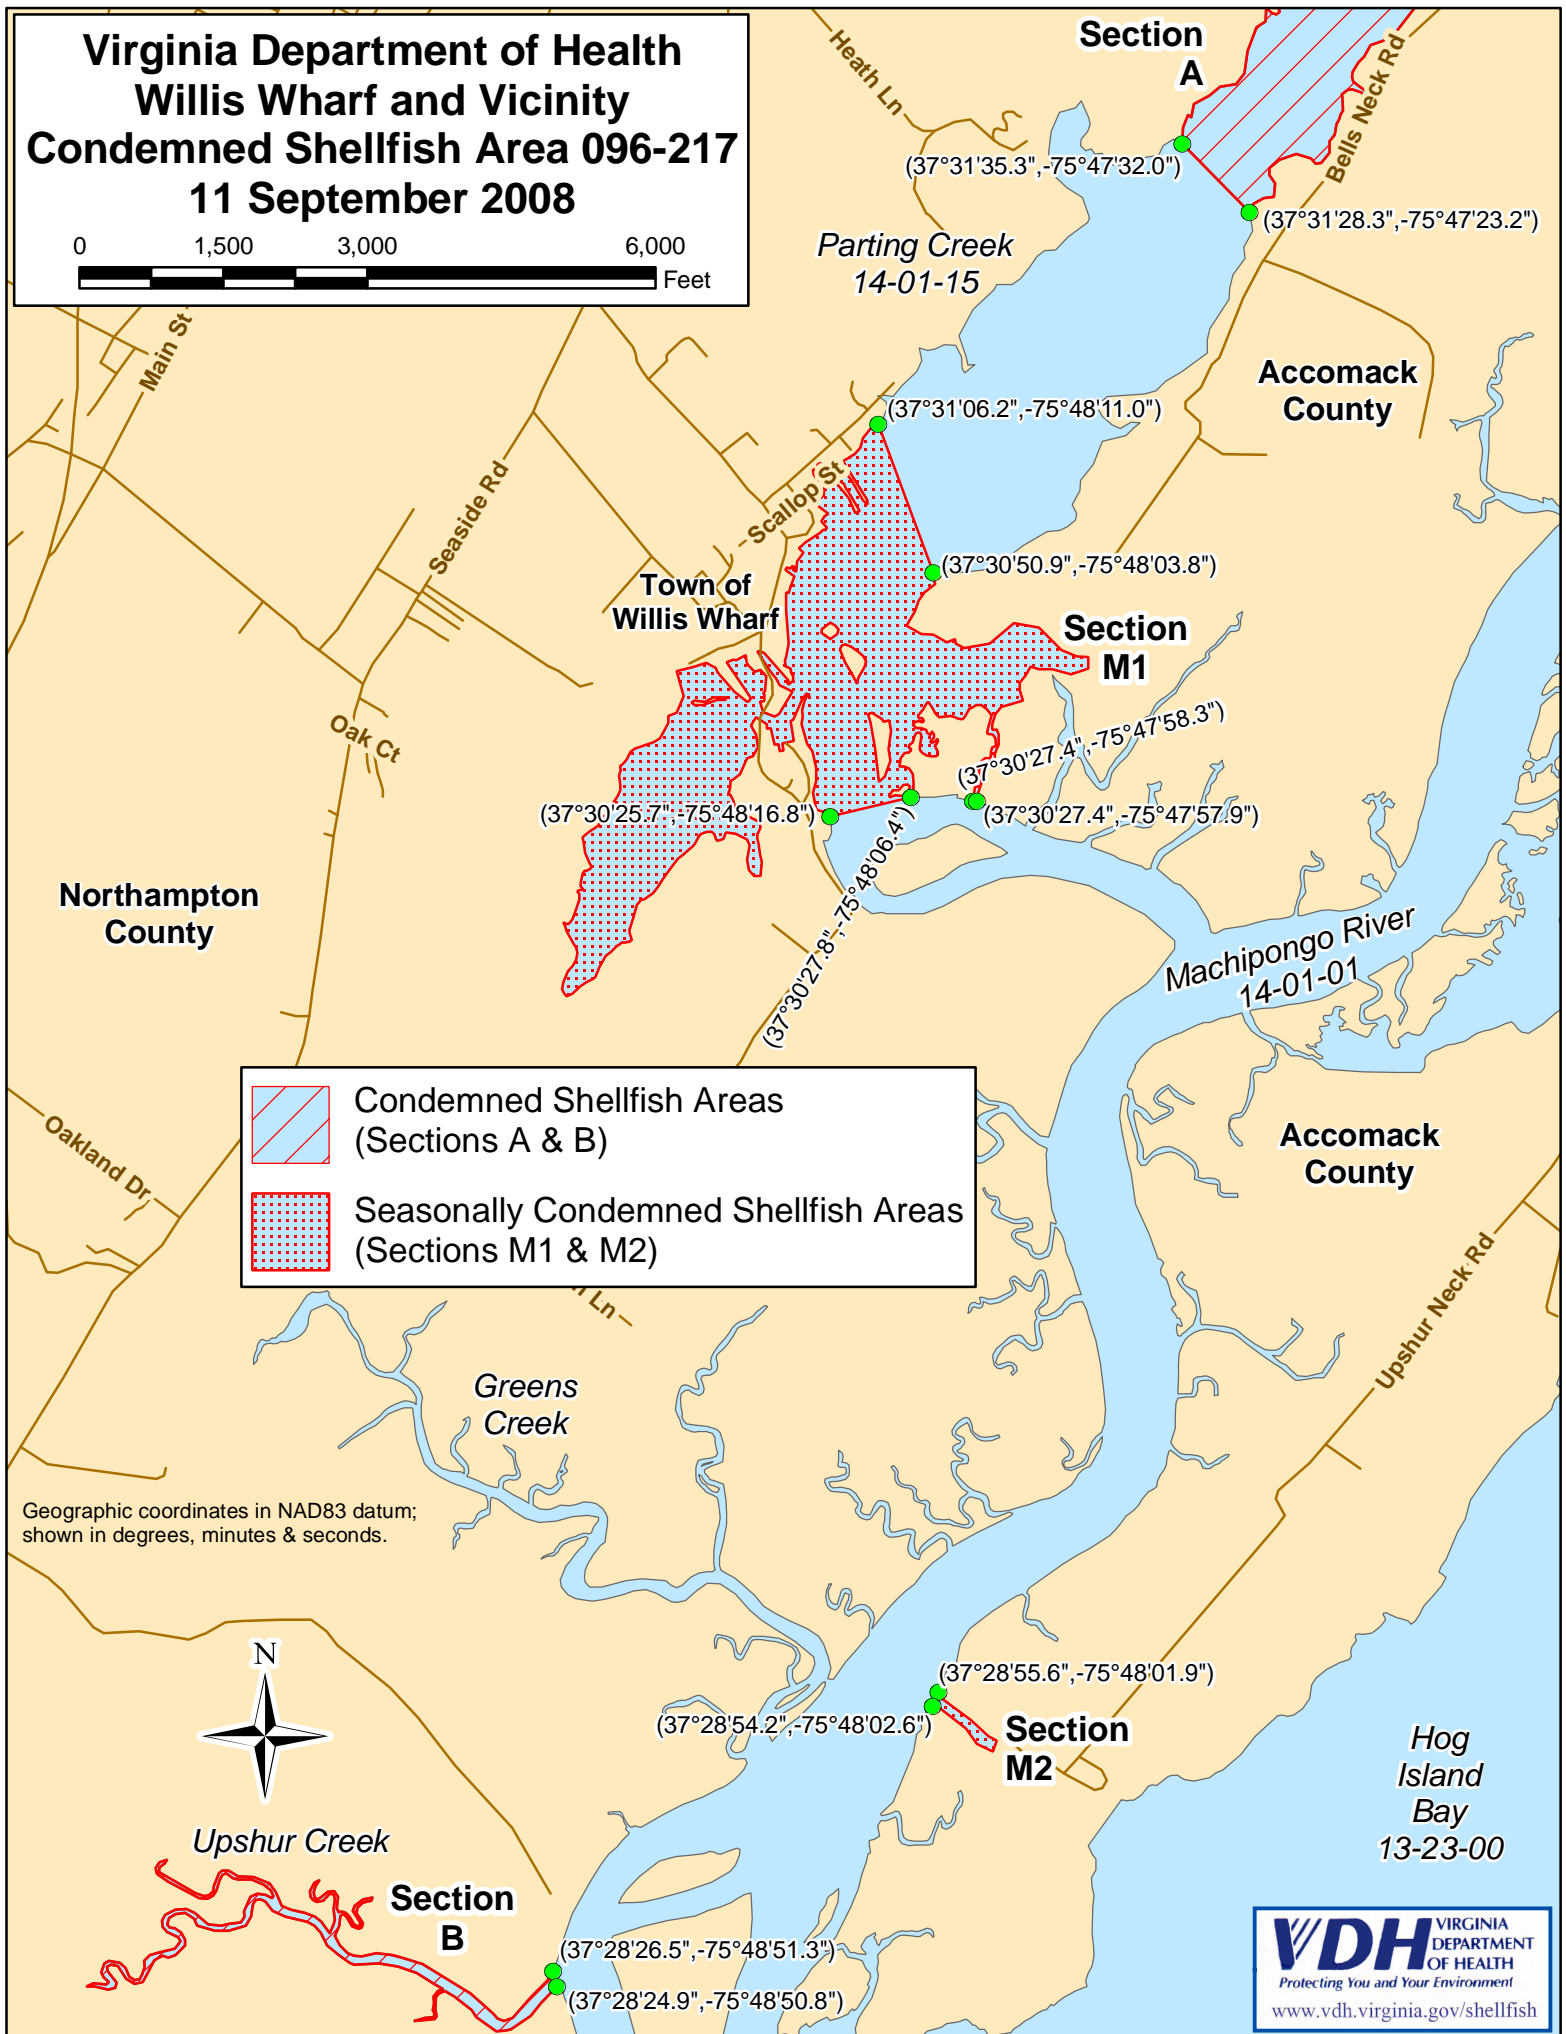 Virginia Department of Health
Willis Wharf and Vicinity
Condemned Shellfish Area 096-217
11 September 2008
0 1,500 3,000 6,000
Feet
Section
A
Heath Ln
Bells Neck Rd
(37°31'35.3",-75°47'32.0")
(37°31'28.3",-75°47'23.2")
Parting Creek
14-01-15
Main St
Accomack
County
(37°31'06.2",-75°48'11.0")
Seaside Rd
Scallop St
(37°30'50.9",-75°48'03.8")
Town of
Willis Wharf
Section
M1
Oak Ct
(37°30'27.4",-75°47'58.3")
(37°30'25.7",-75°48'16.8")
(37°30'27.4",-75°47'57.9")
(37°30'27.8",-75°48'06.4")
Northampton
County
Machipongo River
14-01-01
Condemned Shellfish Areas
(Sections A & B)
Seasonally Condemned Shellfish Areas
(Sections M1 & M2)
Oakland Dr
Accomack
County
Ln
Upshur Neck Rd
Greens
Creek
Geographic coordinates in NAD83 datum;
shown in degrees, minutes & seconds.
N
(37°28'55.6",-75°48'01.9")
(37°28'54.2",-75°48'02.6")
Section
M2
Hog
Island
Bay
13-23-00
Upshur Creek
Section
B
(37°28'26.5",-75°48'51.3")
(37°28'24.9",-75°48'50.8")
VDH VIRGINIA
DEPARTMENT
OF HEALTH
Protecting You and Your Environment
www.vdh.virginia.gov/shellfish